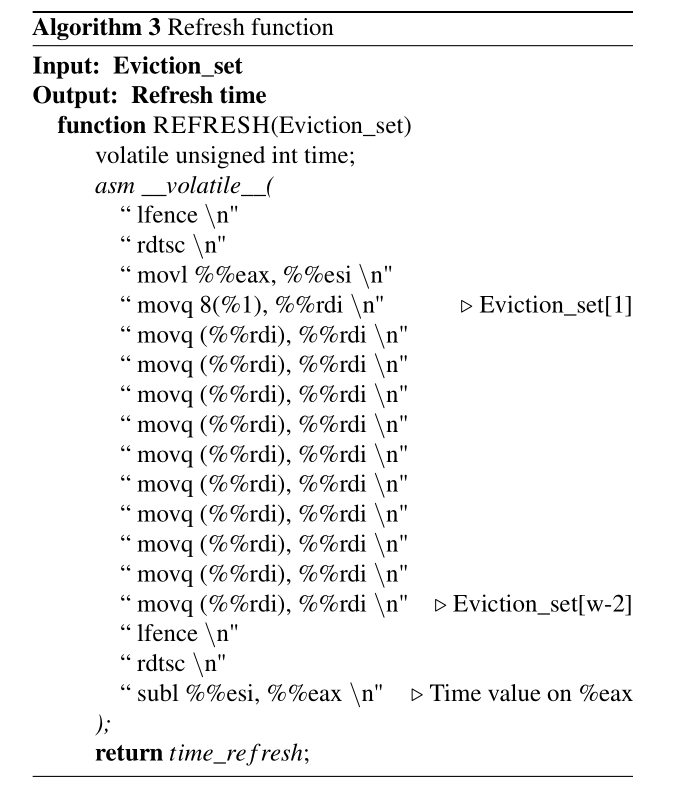 Algorithm 3 Refresh function
Input: Eviction_set
Output: Refresh time
function REFRESH(Eviction_set)
volatile unsigned int time;
asm __volatile__(
“ lfence \n"
“ rdtsc \n"
“ movl %%eax, %%esi \n"
“ movq 8(%1), %%rdi \n" ▷ Eviction_set[1]
“ movq (%%rdi), %%rdi \n"
“ movq (%%rdi), %%rdi \n"
“ movq (%%rdi), %%rdi \n"
“ movq (%%rdi), %%rdi \n"
“ movq (%%rdi), %%rdi \n"
“ movq (%%rdi), %%rdi \n"
“ movq (%%rdi), %%rdi \n"
“ movq (%%rdi), %%rdi \n"
“ movq (%%rdi), %%rdi \n"
“ movq (%%rdi), %%rdi \n" ▷ Eviction_set[w-2]
“ lfence \n"
“ rdtsc \n"
“ subl %%esi, %%eax \n" ▷ Time value on %eax
);
return time_refresh;